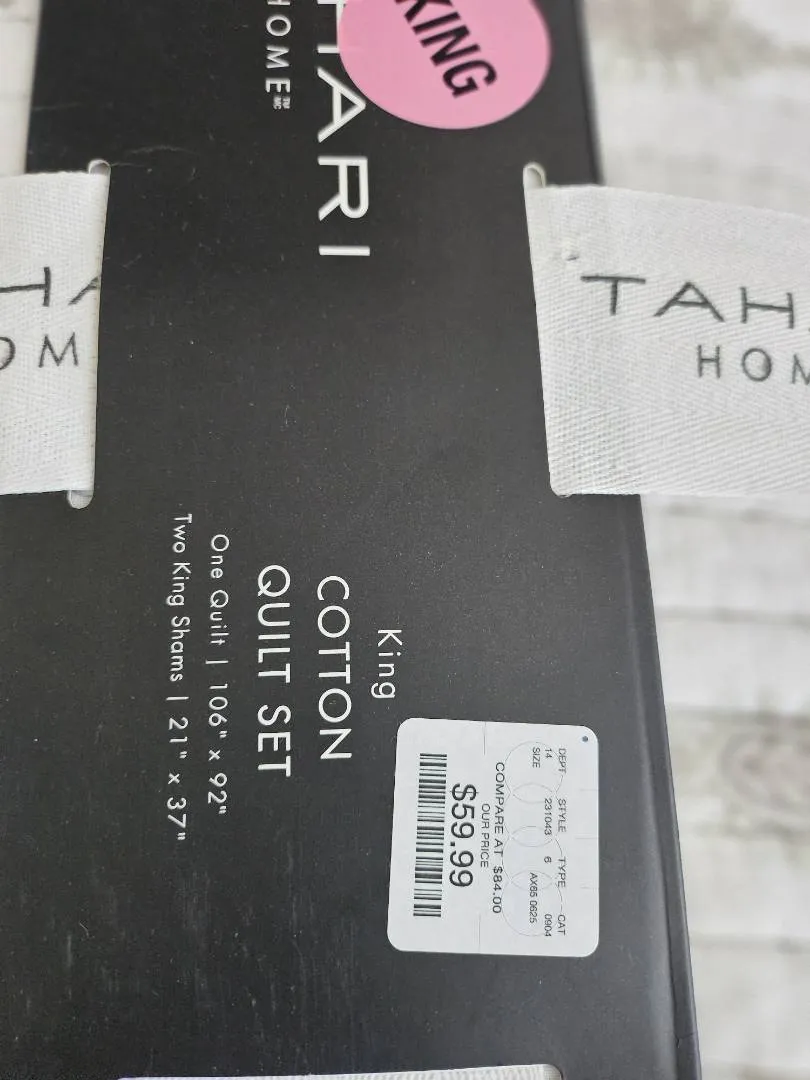 KING
HARI
HOME
HA
OM
TAH
HOM
King
COTTON
QUILT SET
One Quilt | 106" x 92"
Two King Shams | 21" x 37"
DEPT STYLE TYPE CAT
14 231043 6 0904
SIZE AX65 0625
COMPARE AT $84.00
OUR PRICE
$59.99